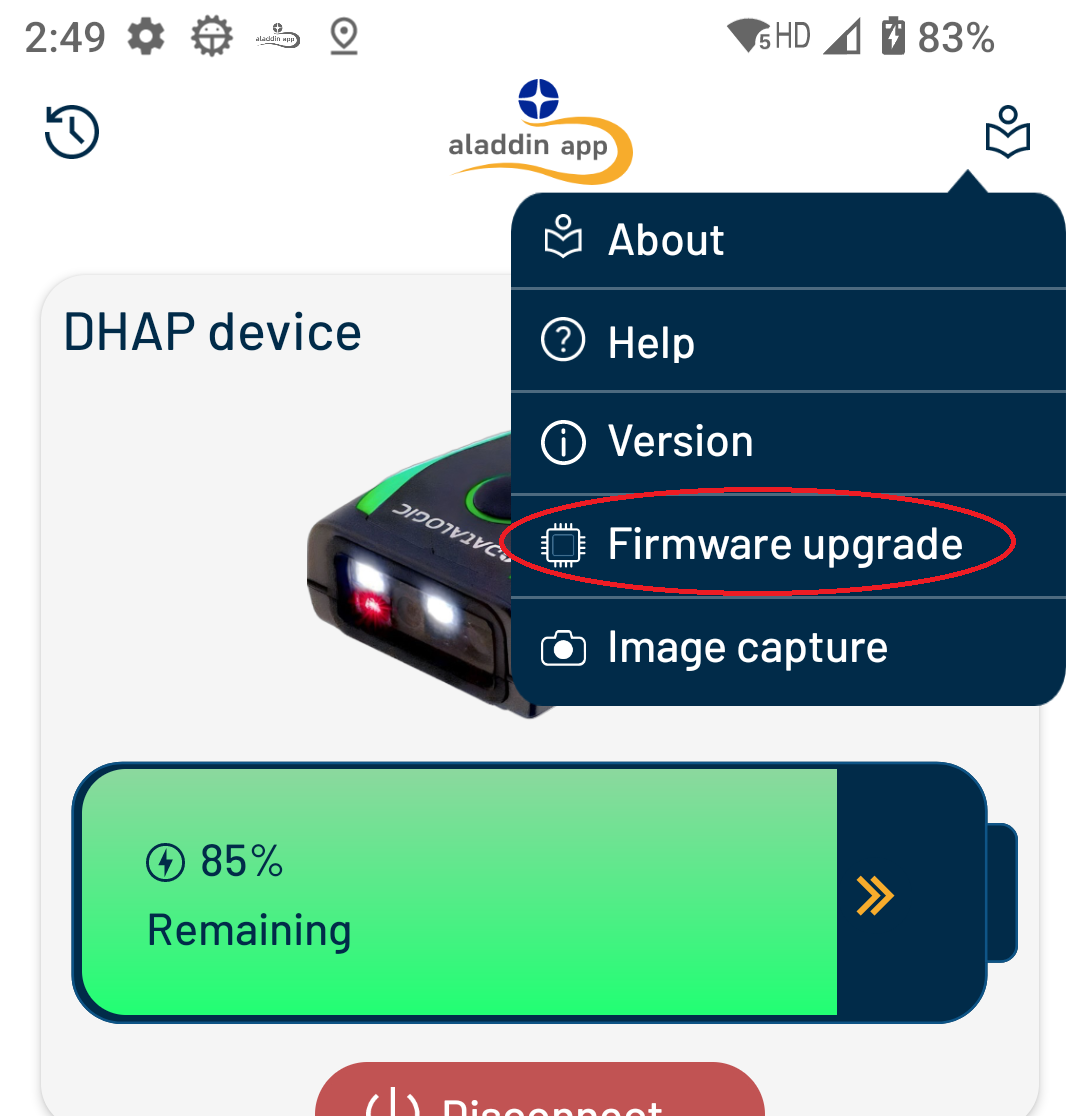 2:49
aladdin app
5 HD
83%
aladdin app
About
Help
Version
Firmware upgrade
Image capture
DHAP device
DATALOGIC
85%
Remaining
Disconnect